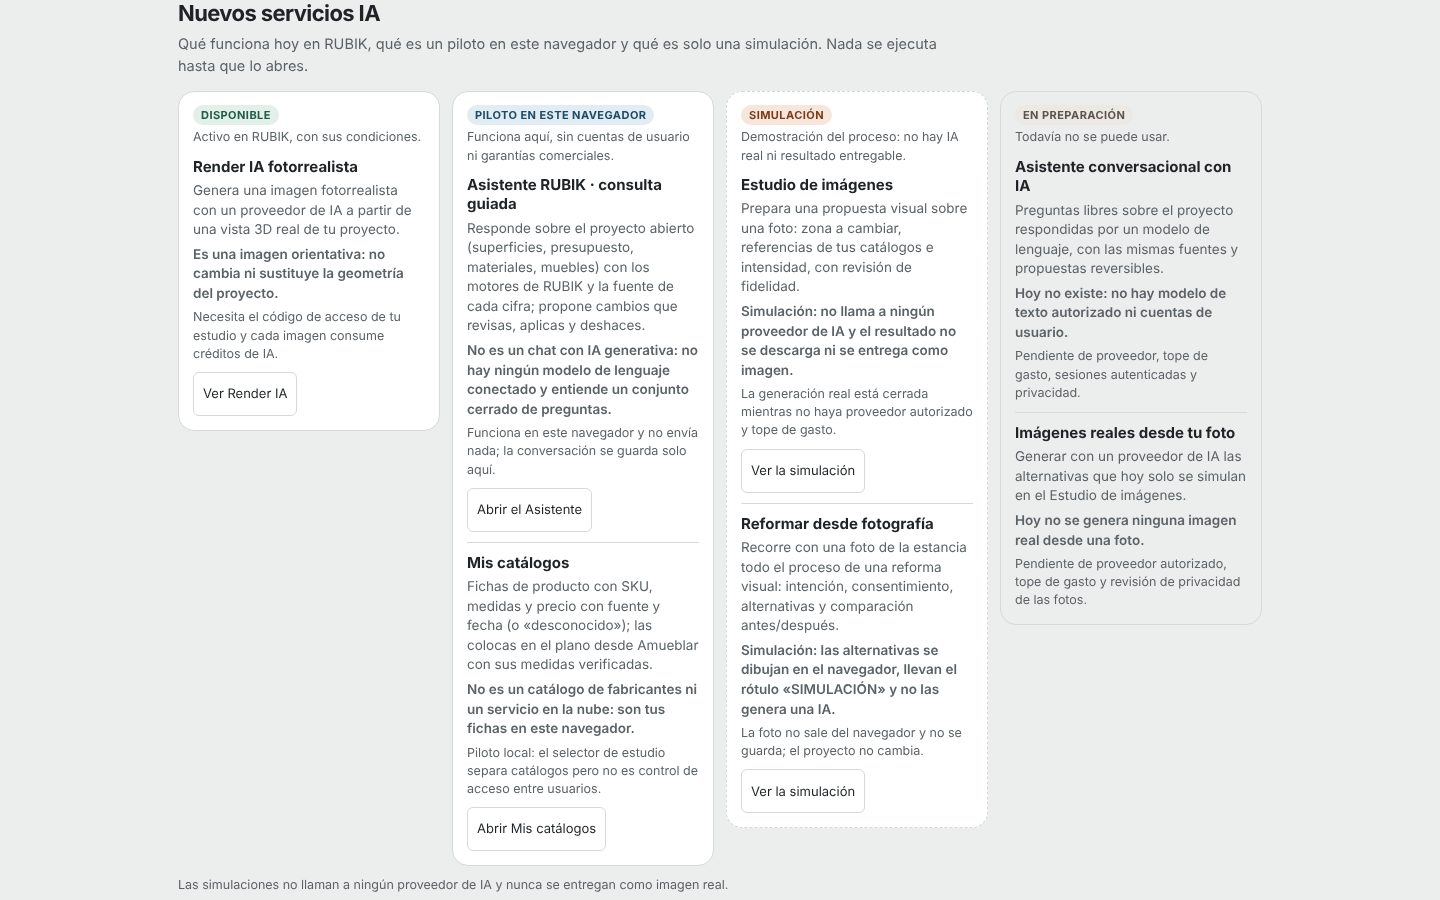 Nuevos servicios IA
Qué funciona hoy en RUBIK, qué es un piloto en este navegador y qué es solo una simulación. Nada se ejecuta
hasta que lo abres.
DISPONIBLE
Activo en RUBIK, con sus condiciones.
Render IA fotorrealista
Genera una imagen fotorrealista
con un proveedor de IA a partir de
una vista 3D real de tu proyecto.
Es una imagen orientativa: no
cambia ni sustituye la geometría
del proyecto.
Necesita el código de acceso de tu
estudio y cada imagen consume
créditos de IA.
Ver Render IA
PILOTO EN ESTE NAVEGADOR
Funciona aquí, sin cuentas de usuario
ni garantías comerciales.
Asistente RUBIK · consulta
guiada
Responde sobre el proyecto abierto
(superficies, presupuesto,
materiales, muebles) con los
motores de RUBIK y la fuente de
cada cifra; propone cambios que
revisas, aplicas y deshaces.
No es un chat con IA generativa: no
hay ningún modelo de lenguaje
conectado y entiende un conjunto
cerrado de preguntas.
Funciona en este navegador y no envía
nada; la conversación se guarda solo
aquí.
Abrir el Asistente
Mis catálogos
Fichas de producto con SKU,
medidas y precio con fuente y
fecha (o «desconocido»); las
colocas en el plano desde Amueblar
con sus medidas verificadas.
No es un catálogo de fabricantes ni
un servicio en la nube: son tus
fichas en este navegador.
Piloto local: el selector de estudio
separa catálogos pero no es control de
acceso entre usuarios.
Abrir Mis catálogos
SIMULACIÓN
Demostración del proceso: no hay IA
real ni resultado entregable.
Estudio de imágenes
Prepara una propuesta visual sobre
una foto: zona a cambiar,
referencias de tus catálogos e
intensidad, con revisión de
fidelidad.
Simulación: no llama a ningún
proveedor de IA y el resultado no
se descarga ni se entrega como
imagen.
La generación real está cerrada
mientras no haya proveedor autorizado
y tope de gasto.
Ver la simulación
Reformar desde fotografía
Recorre con una foto de la estancia
todo el proceso de una reforma
visual: intención, consentimiento,
alternativas y comparación
antes/después.
Simulación: las alternativas se
dibujan en el navegador, llevan el
rótulo «SIMULACIÓN» y no las
genera una IA.
La foto no sale del navegador y no se
guarda; el proyecto no cambia.
Ver la simulación
EN PREPARACIÓN
Todavía no se puede usar.
Asistente conversacional con
IA
Preguntas libres sobre el proyecto
respondidas por un modelo de
lenguaje, con las mismas fuentes y
propuestas reversibles.
Hoy no existe: no hay modelo de
texto autorizado ni cuentas de
usuario.
Pendiente de proveedor, tope de
gasto, sesiones autenticadas y
privacidad.
Imágenes reales desde tu foto
Generar con un proveedor de IA las
alternativas que hoy solo se simulan
en el Estudio de imágenes.
Hoy no se genera ninguna imagen
real desde una foto.
Pendiente de proveedor autorizado,
tope de gasto y revisión de privacidad
de las fotos.
Las simulaciones no llaman a ningún proveedor de IA y nunca se entregan como imagen real.